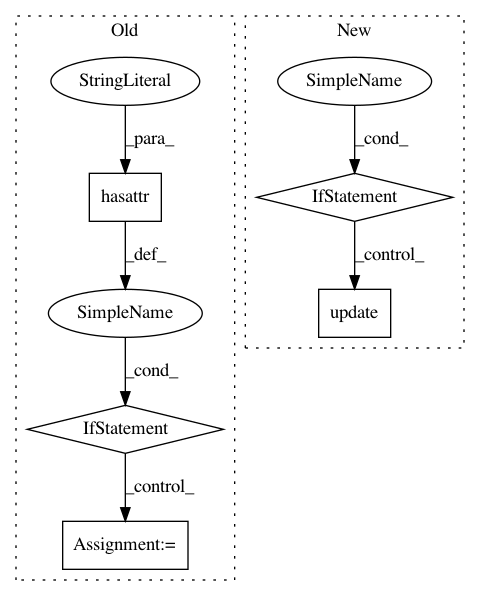 Old
StringLiteral
_para_
hasattr
_def_
SimpleName
_cond_
IfStatement
_control_
Assignment:=
New
SimpleName
_cond_
IfStatement
_control_
update